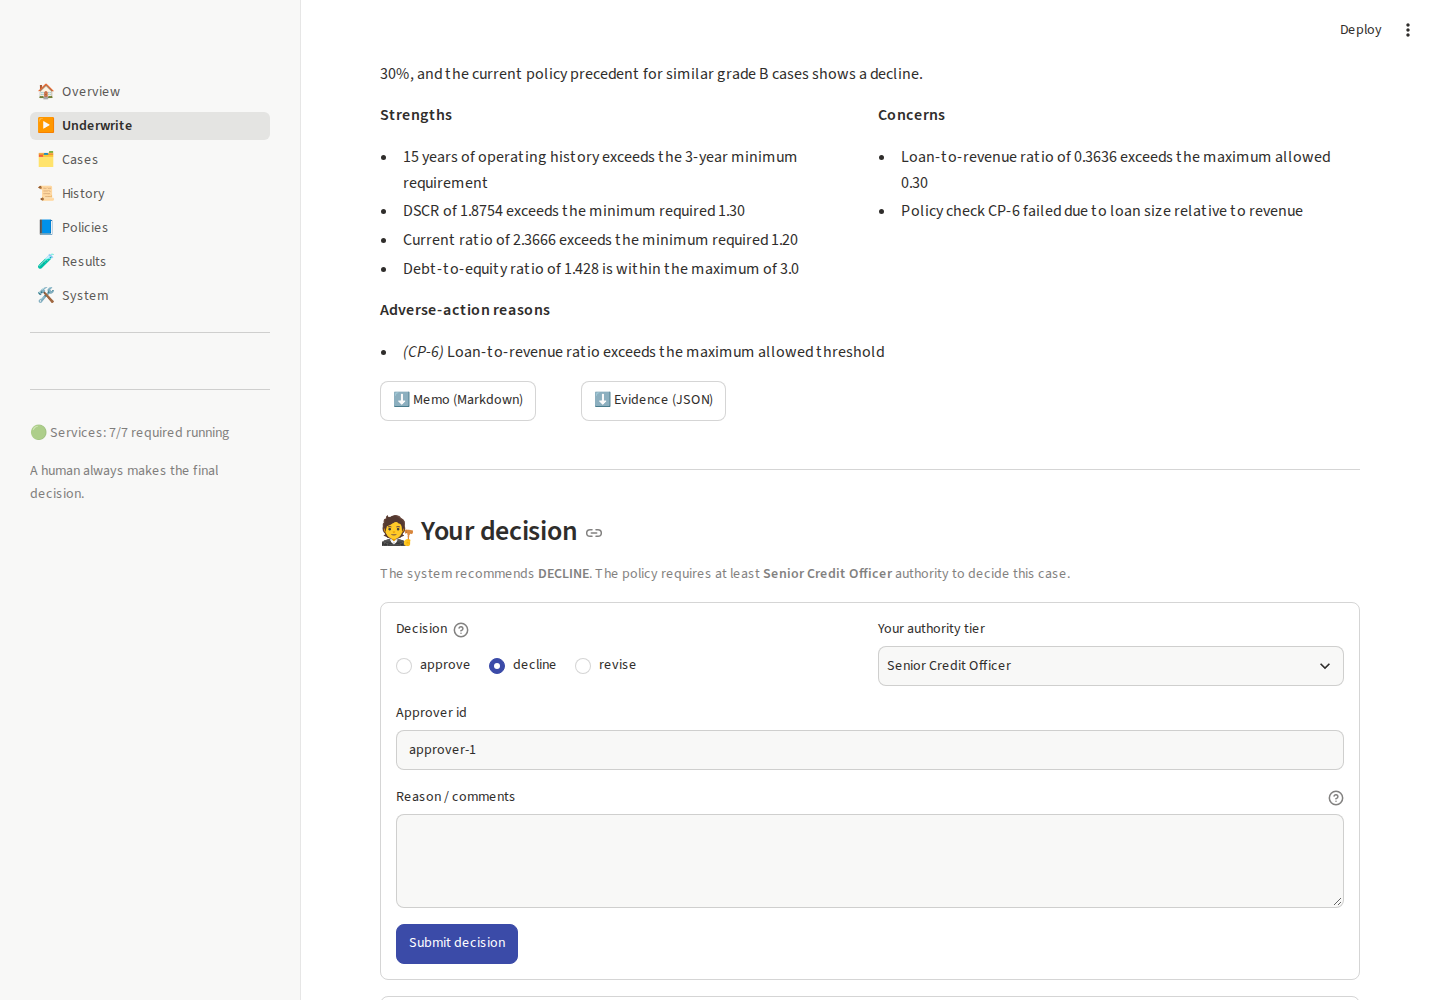 Deploy
Overview
Underwrite
Cases
History
Policies
Results
System
Services: 7/7 required running
A human always makes the final
decision.
30%, and the current policy precedent for similar grade B cases shows a decline.
Strengths
15 years of operating history exceeds the 3-year minimum
requirement
DSCR of 1.8754 exceeds the minimum required 1.30
Current ratio of 2.3666 exceeds the minimum required 1.20
Debt-to-equity ratio of 1.428 is within the maximum of 3.0
Concerns
Loan-to-revenue ratio of 0.3636 exceeds the maximum allowed
0.30
Policy check CP-6 failed due to loan size relative to revenue
Adverse-action reasons
(CP-6) Loan-to-revenue ratio exceeds the maximum allowed threshold
Memo (Markdown)
Evidence (JSON)
Your decision
The system recommends DECLINE. The policy requires at least Senior Credit Officer authority to decide this case.
Decision
approve
decline
revise
Your authority tier
Senior Credit Officer
Approver id
approver-1
Reason / comments
Submit decision